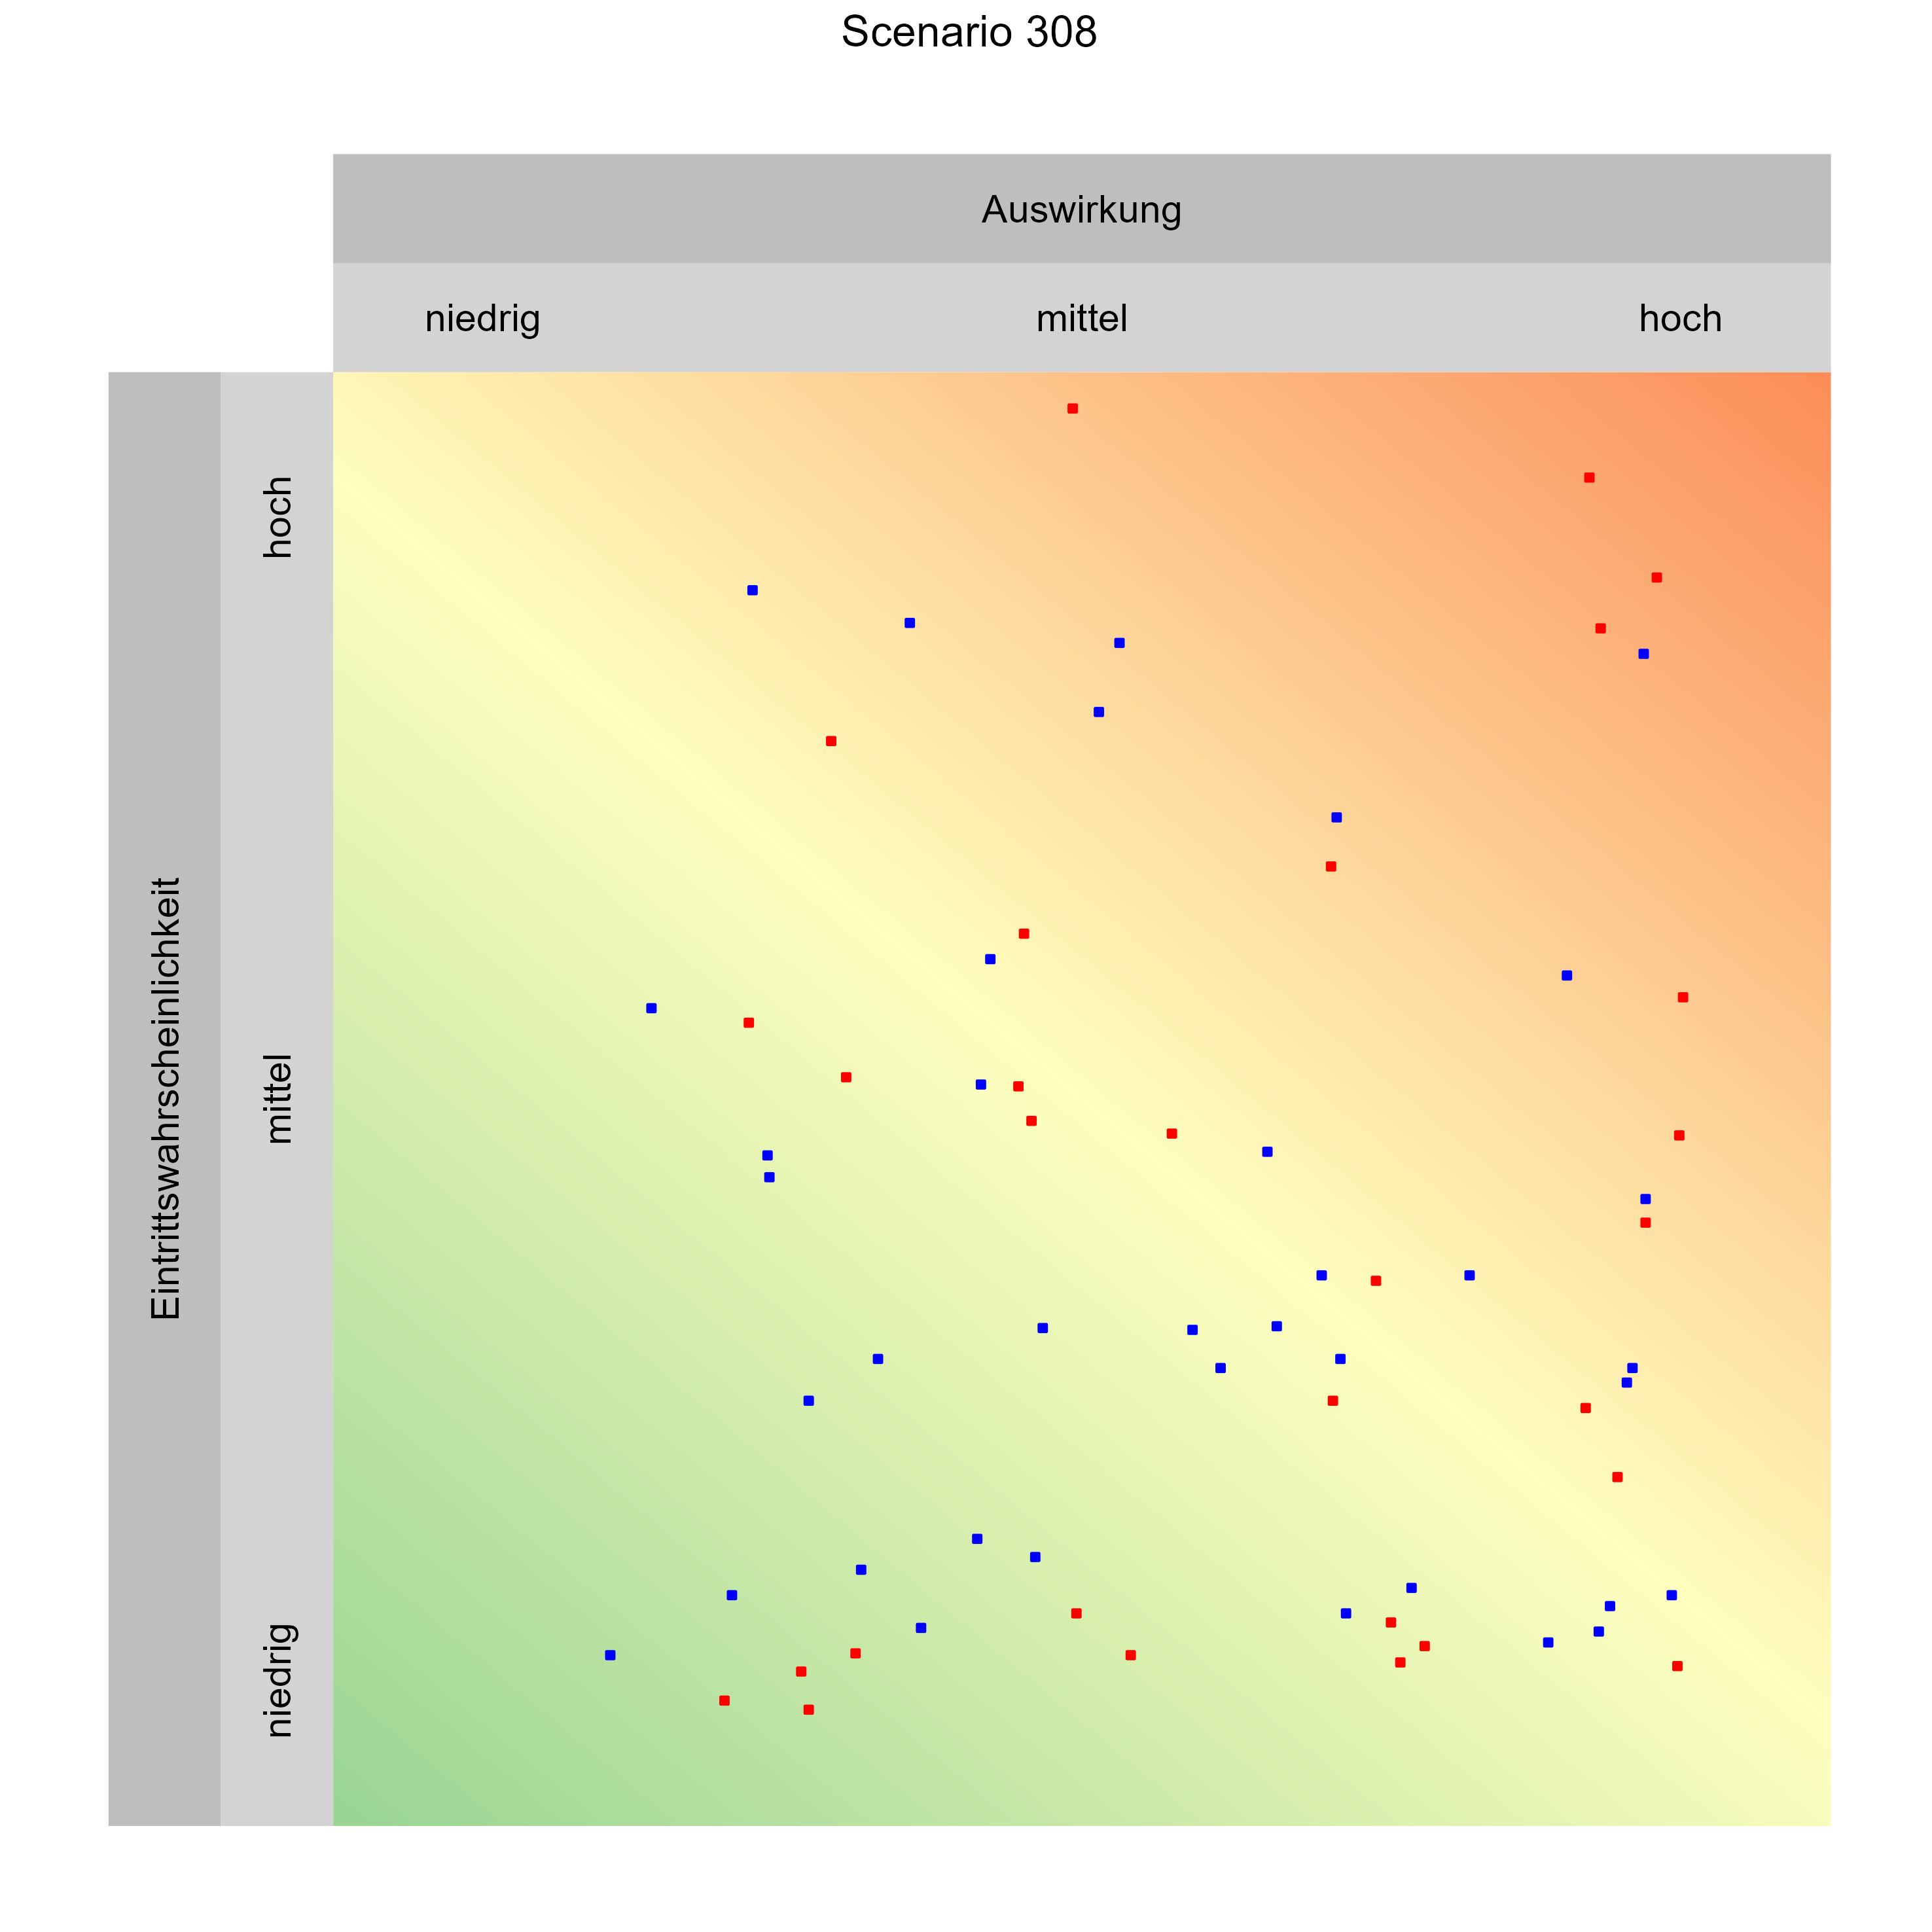 Scenario 308
Auswirkung
niedrig
mittel
hoch
Eintrittswahrscheinlichkeit
hoch
mittel
niedrig